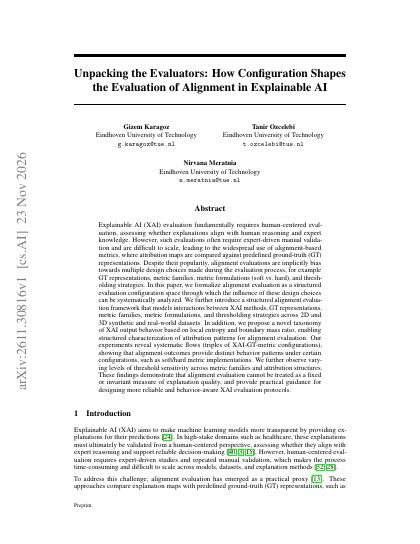 Unpacking the Evaluators: How Configuration Shapes
the Evaluation of Alignment in Explainable AI
Gizem Karagoz
Eindhoven University of Technology
g.karagoz@tue.nl
Tanir Ozcelebi
Eindhoven University of Technology
t.ozcelebi@tue.nl
Nirvana Meratnia
Eindhoven University of Technology
n.meratnia@tue.nl
Abstract
Explainable AI (XAI) evaluation fundamentally requires human-centered eval-
uation, assessing whether explanations align with human reasoning and expert
knowledge. However, such evaluations often require expert-driven manual valida-
tion and are difficult to scale, leading to the widespread use of alignment-based
metrics, where attribution maps are compared against predefined ground-truth (GT)
representations. Despite their popularity, alignment evaluations are implicitly bias
towards multiple design choices made during the evaluation process, for example
GT representations, metric families, metric formulations (soft vs. hard), and thre-
sholding strategies. In this paper, we formalize alignment evaluation as a structured
evaluation configuration space through which the influence of these design choices
can be systematically analyzed. We further introduce a structured alignment evalua-
tion framework that models interactions between XAI methods, GT representations,
metric families, metric formulations, and thresholding strategies across 2D and
3D synthetic and real-world datasets. In addition, we propose a novel taxonomy
of XAI output behavior based on local entropy and boundary mass ratio, enabling
structured characterization of attribution patterns for alignment evaluation. Our
experiments reveal systematic flows (triples of XAI-GT-metric configurations),
showing that alignment outcomes provide distinct behavior patterns under certain
configurations, such as soft/hard metric implementations. We further observe vary-
ing levels of threshold sensitivity across metric families and attribution structures.
These findings demonstrate that alignment evaluation cannot be treated as a fixed
or invariant measure of explanation quality, and provide practical guidance for
designing more reliable and behavior-aware XAI evaluation protocols.
1 Introduction
Explainable AI (XAI) aims to make machine learning models more transparent by providing ex-
planations for their predictions [24]. In high-stake domains such as healthcare, these explanations
must ultimately be validated from a human-centered perspective, assessing whether they align with
expert reasoning and support reliable decision-making
However, human-centered eval-
uation requires expert-driven studies and repeated manual validation, which makes the process
time-consuming and difficult to scale across models, datasets, and explanation methods
To address this challenge, alignment evaluation has emerged as a practical proxy [13]. These
approaches compare explanation maps with predefined ground-truth (GT) representations, such as
Preprint.
arXiv:2611.30816v1 [cs.AI] 23 Nov 2026